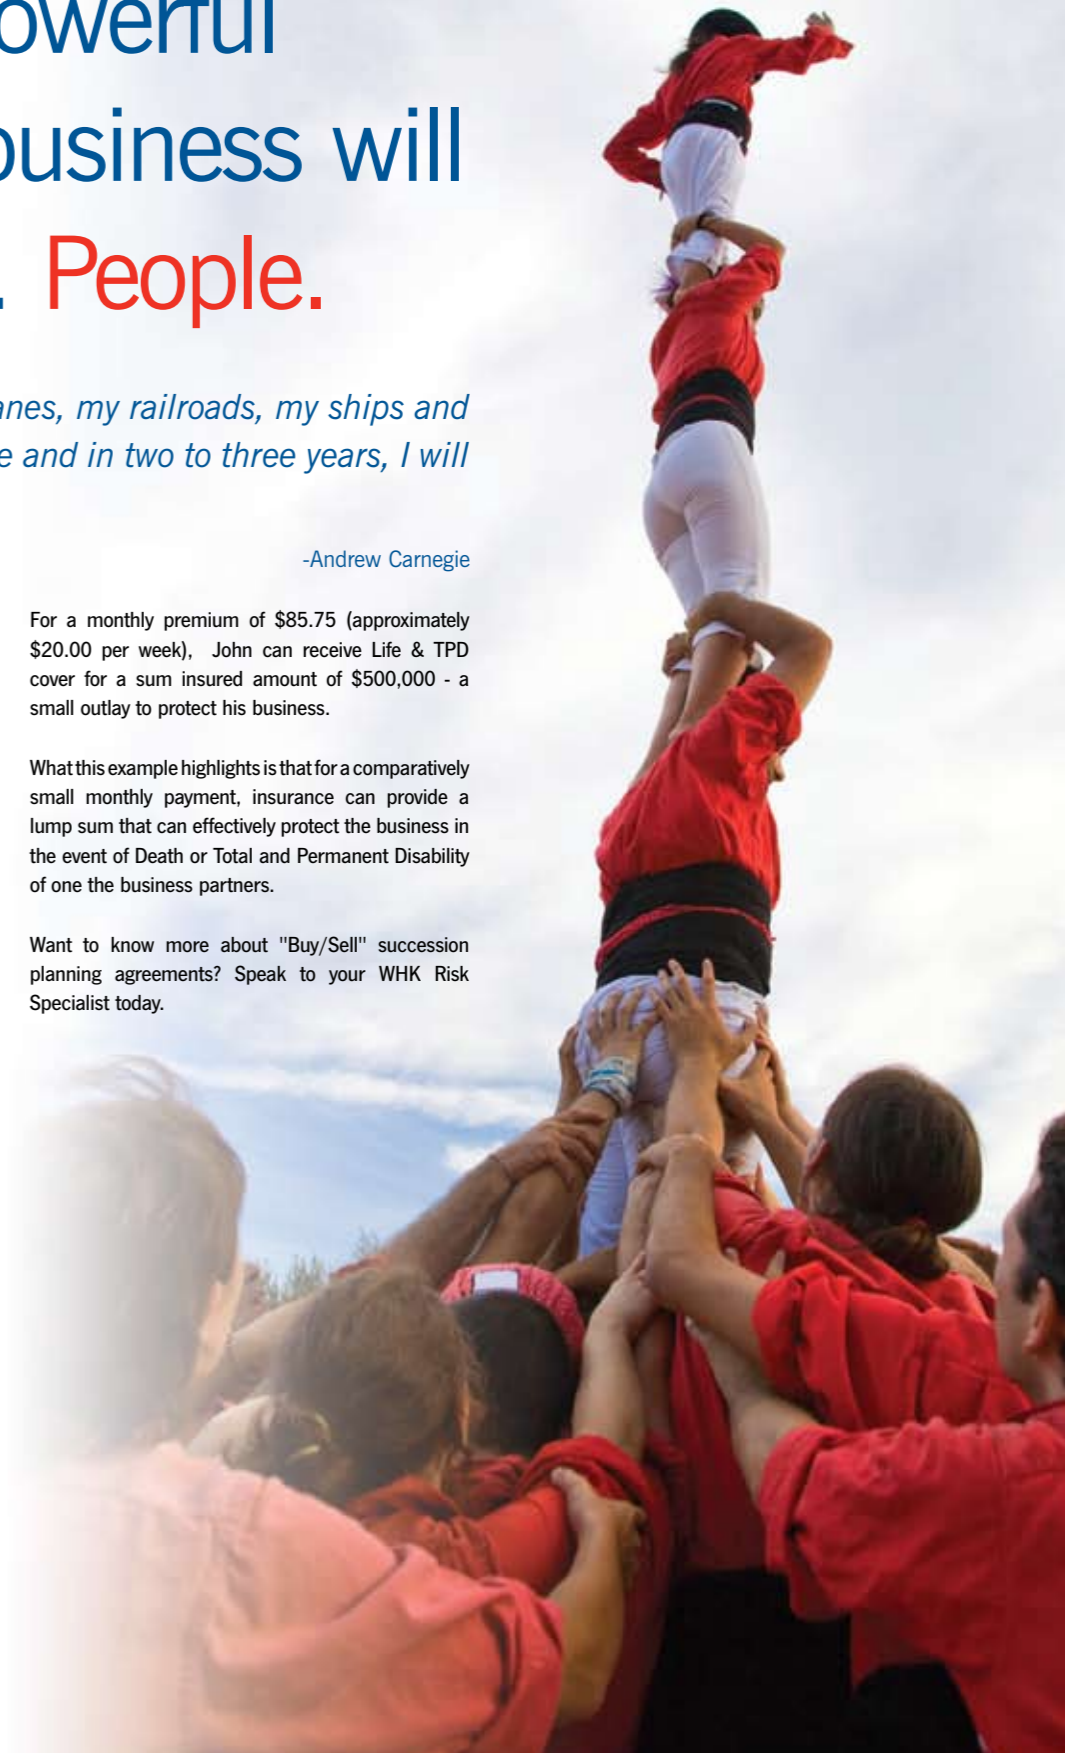 owerful
business will
. People.
anes, my railroads, my ships and
e and in two to three years, I will
-Andrew Carnegie
For a monthly premium of $85.75 (approximately
$20.00 per week), John can receive Life & TPD
cover for a sum insured amount of $500,000 - a
small outlay to protect his business.
What this example highlights is that for a comparatively
small monthly payment, insurance can provide a
lump sum that can effectively protect the business in
the event of Death or Total and Permanent Disability
of one the business partners.
Want to know more about "Buy/Sell" succession
planning agreements? Speak to your WHK Risk
Specialist today.